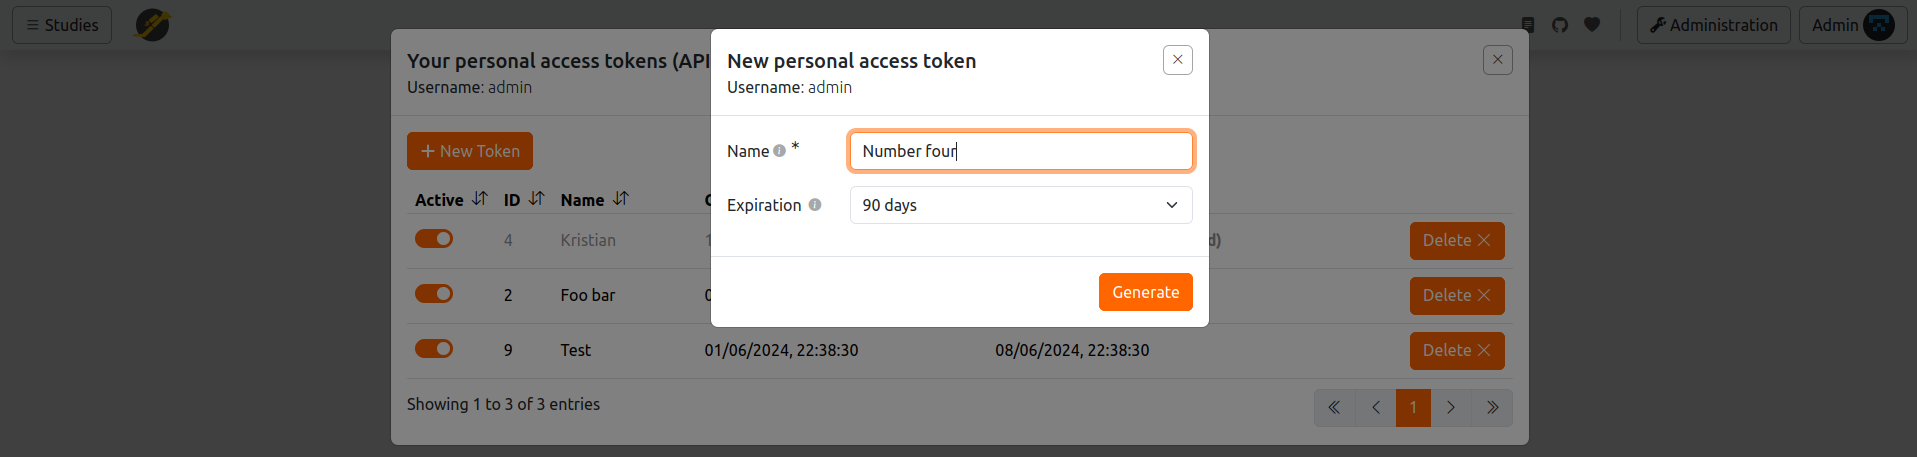 Studies
Administration
Admin
Your personal access tokens (API
Username: admin
New Token
Active ID Name
4 Kristian
Delete
2 Foo bar
Delete
9 Test 01/06/2024, 22:38:30 08/06/2024, 22:38:30 Delete
Showing 1 to 3 of 3 entries
1
New personal access token
Username: admin
Name *
Number four
Expiration
90 days
Generate